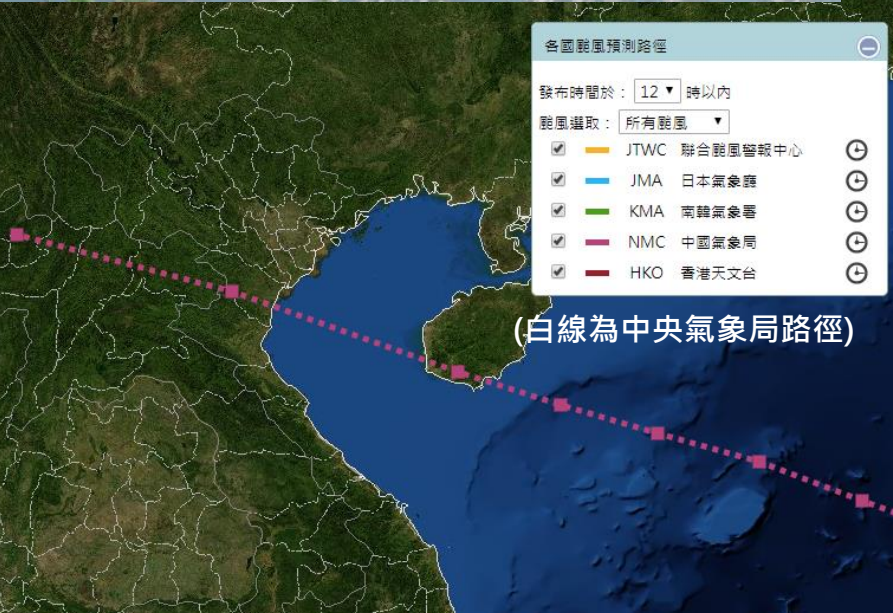 各國颱風預測路徑
發布時間於： 12 時以內
颱風選取： 所有颱風
JTWC 聯合颱風警報中心
JMA 日本氣象廳
KMA 南韓氣象署
NMC 中國氣象局
HKO 香港天文台
(白線為中央氣象局路徑)